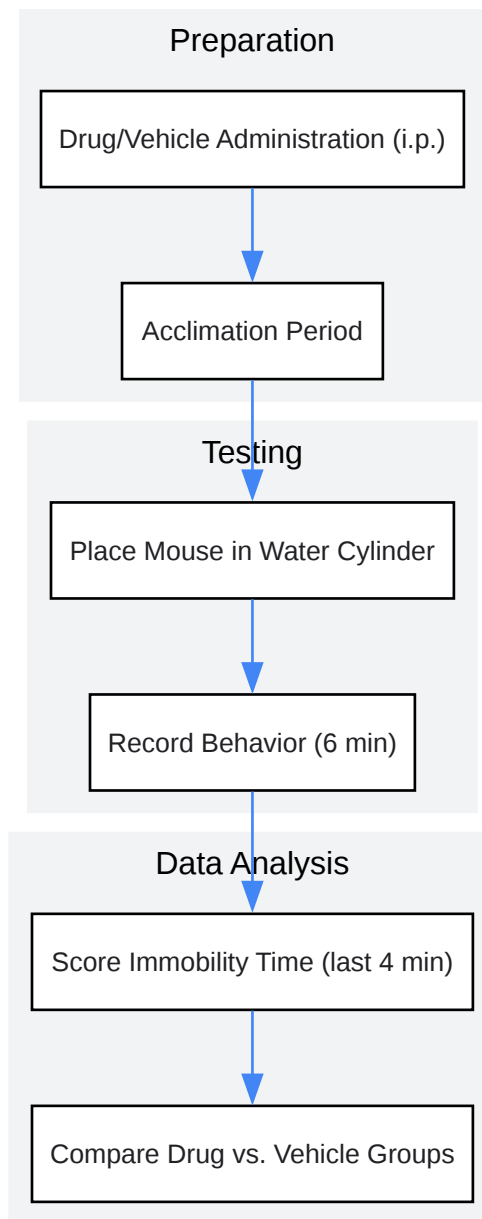 Preparation
Drug/Vehicle Administration (i.p.)
Acclimation Period
Testing
Place Mouse in Water Cylinder
Record Behavior (6 min)
Data Analysis
Score Immobility Time (last 4 min)
Compare Drug vs. Vehicle Groups